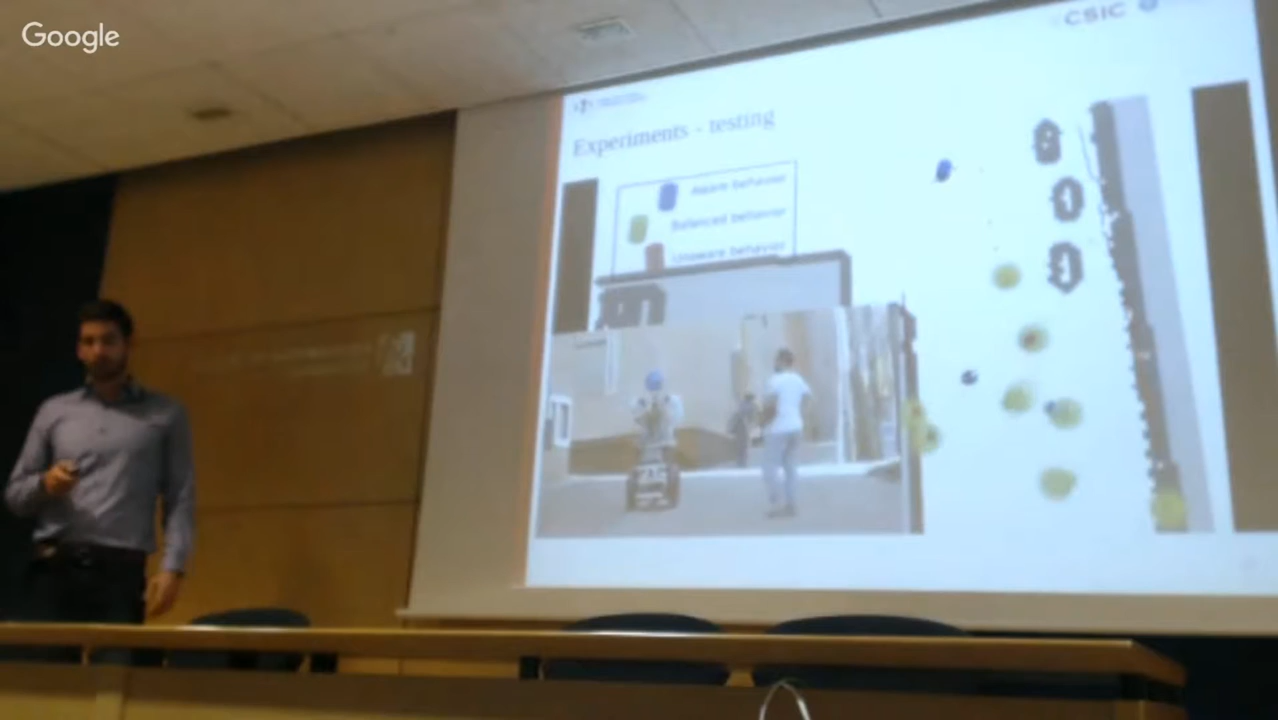 Google
CSIC
Experiments - testing
Aware behavior
Balanced behavior
Unaware behavior